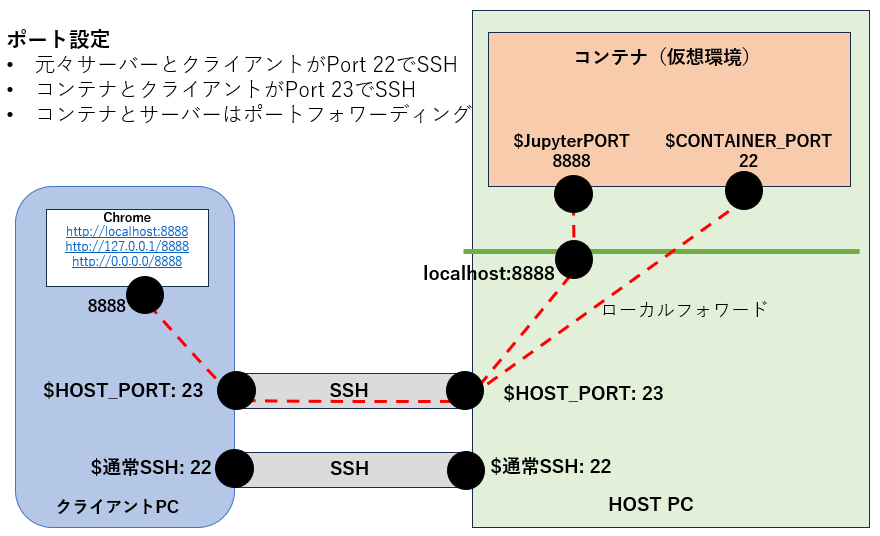 ポート設定
• 元々サーバーとクライアントがPort 22でSSH
• コンテナとクライアントがPort 23でSSH
• コンテナとサーバーはポートフォワーディング
コンテナ（仮想環境）
$JupyterPORT
8888
$CONTAINER_PORT
22
Chrome
http://localhost:8888
http://127.0.0.1/8888
http://0.0.0.0/8888
8888
localhost:8888
ローカルフォワード
$HOST_PORT: 23
SSH
$HOST_PORT: 23
$通常SSH: 22
SSH
$通常SSH: 22
クライアントPC
HOST PC